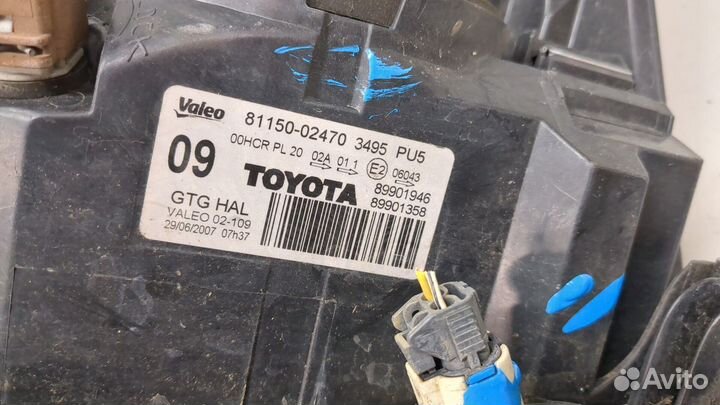 Valeo 81150-02470 3495 PU5
00HCR PL 20 02A 01.1 E2 06043
09 TOYOTA 89901946
GTG HAL 89901358
VALEO 02-109
29/06/2007 07h37
Avito